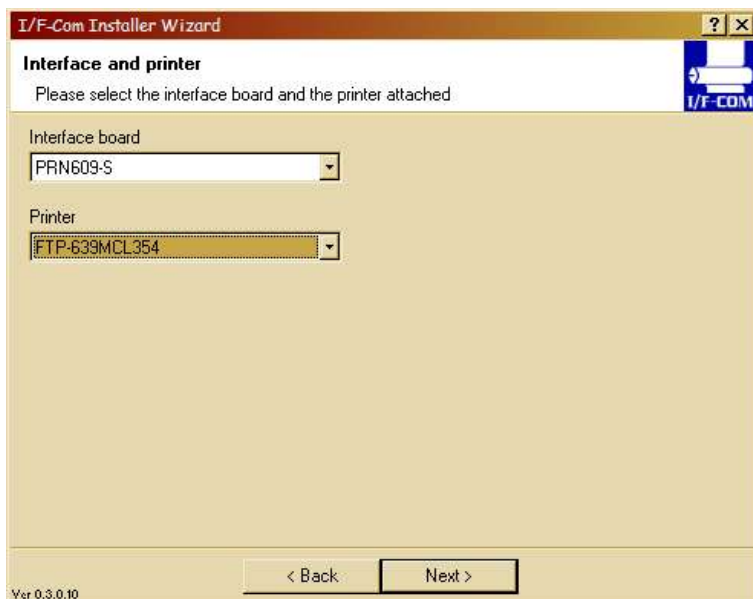 I/F-Com Installer Wizard
Interface and printer
Please select the interface board and the printer attached
I/F-COM
Interface board
PRN609-S
Printer
FTP-639MCL354
< Back
Next >
Ver 0.3.0.10